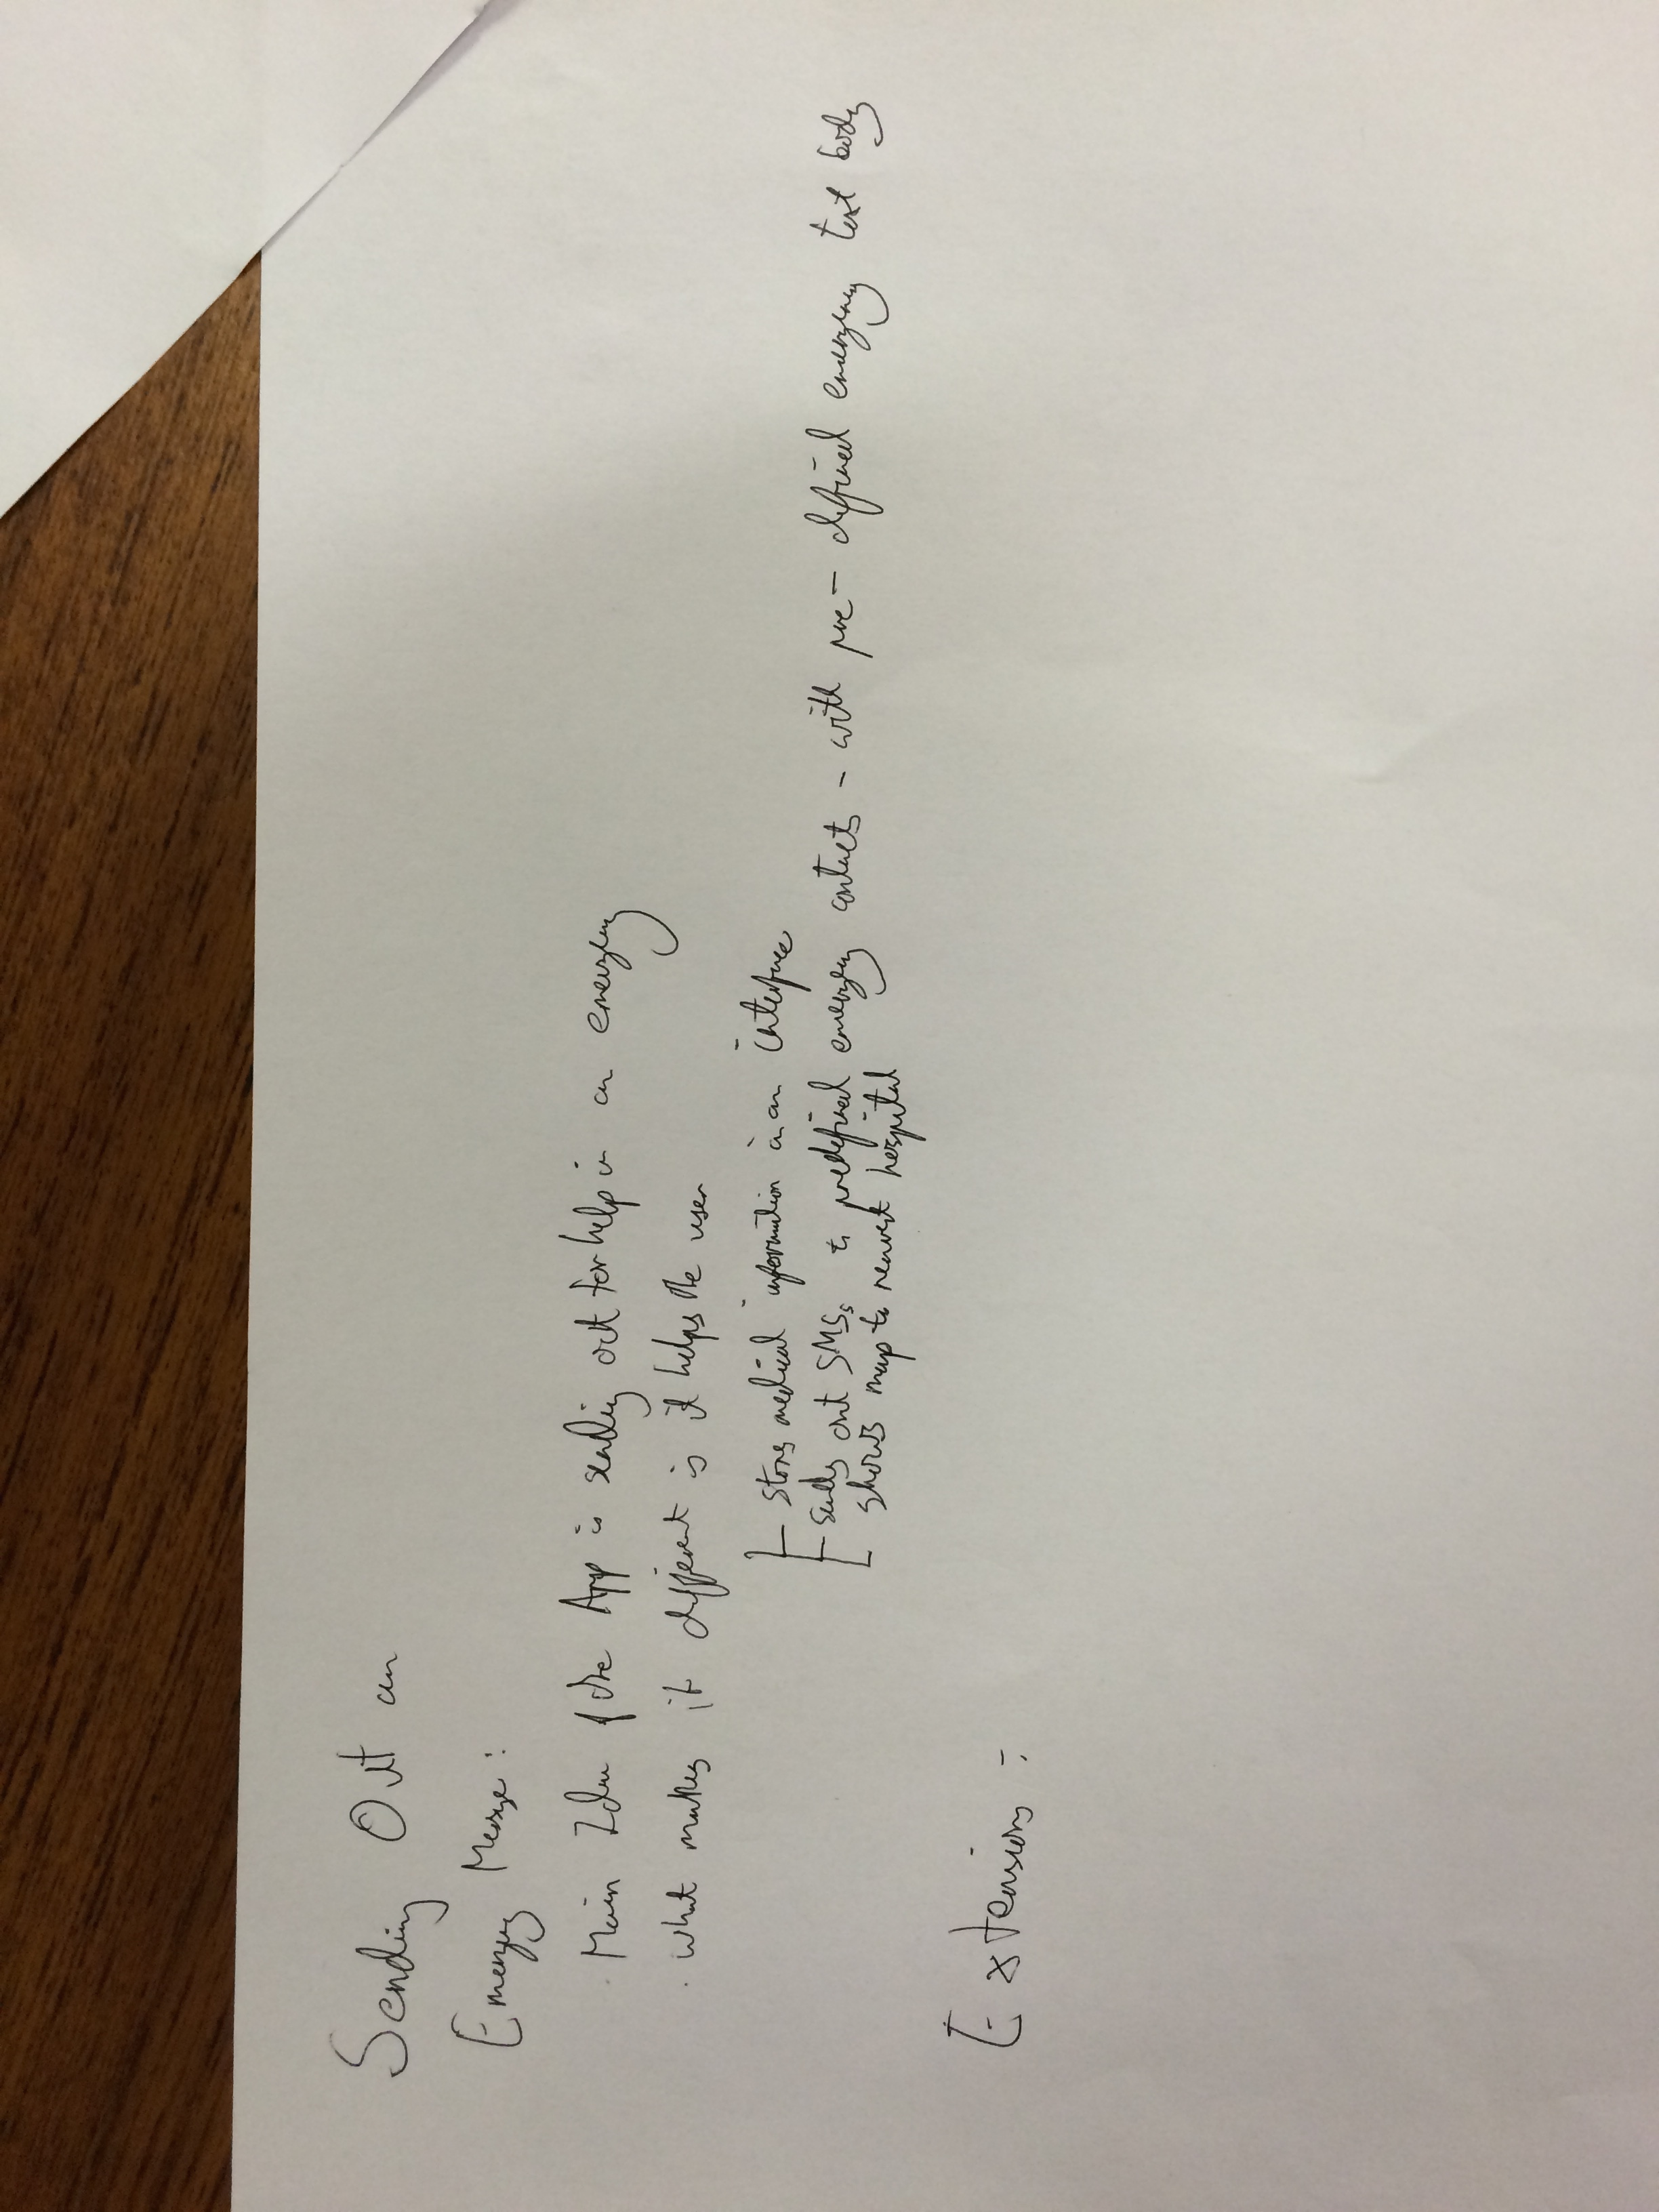 Sending Out an
Emergency Message:
. Main Idea of the App is sending out for help in an emergency
. what makes it different is it helps the user
stores medical information in an interface
sends out SMSs to predefined emergency contacts - with pre-defined emergency text body
shows map to nearest hospital
Extensions: